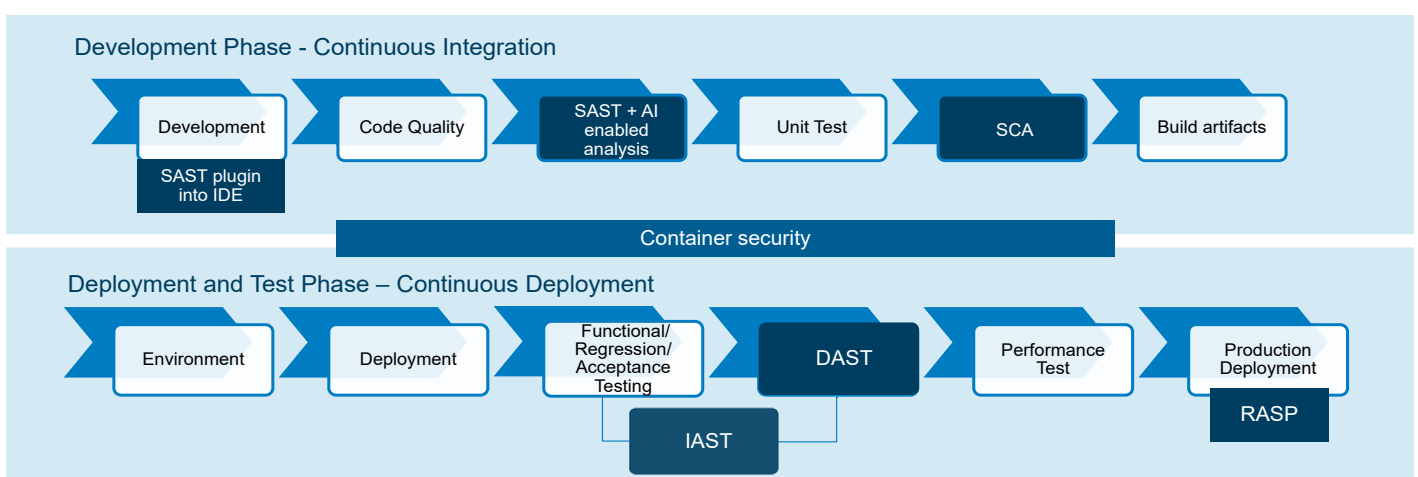 Development Phase - Continuous Integration
Development
Code Quality
SAST + AI
enabled
analysis
Unit Test
SCA
Build artifacts
SAST plugin
into IDE
Container security
Deployment and Test Phase – Continuous Deployment
Environment
Deployment
Functional/
Regression/
Acceptance
Testing
DAST
Performance
Test
Production
Deployment
IAST
RASP